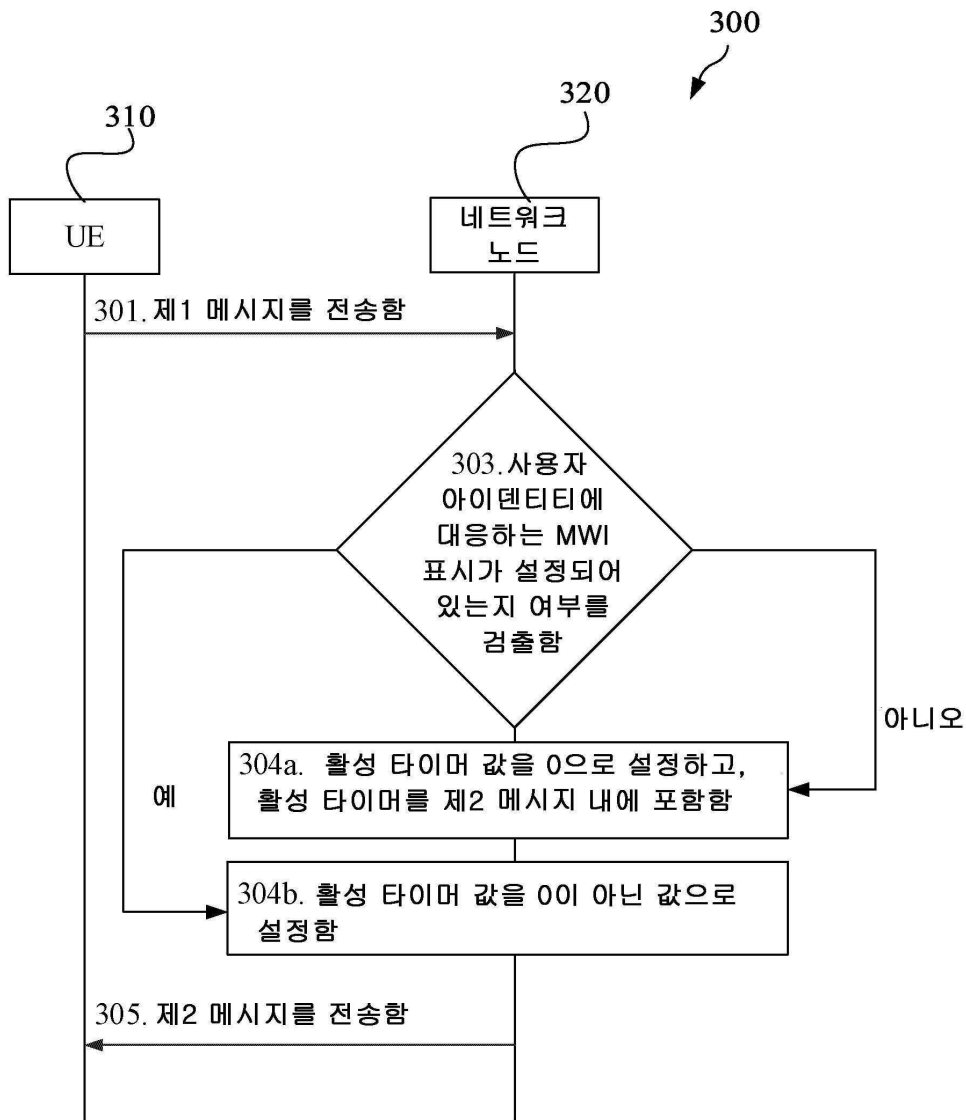 300
310
320
UE
네트워크
노드
301. 제1 메시지를 전송함
303. 사용자
아이덴티티에
대응하는 MWI
표시가 설정되어
있는지 여부를
검출함
아니오
예
304a. 활성 타이머 값을 0으로 설정하고,
활성 타이머를 제2 메시지 내에 포함함
304b. 활성 타이머 값을 0이 아닌 값으로
설정함
305. 제2 메시지를 전송함